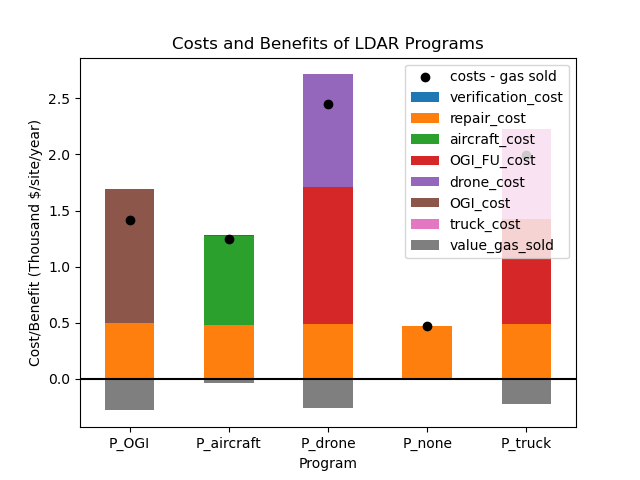 Costs and Benefits of LDAR Programs
costs - gas sold
verification_cost
repair_cost
aircraft_cost
OGI_FU_cost
drone_cost
OGI_cost
truck_cost
value_gas_sold
Cost/Benefit (Thousand $/site/year)
2.5
2.0
1.5
1.0
0.5
0.0
P_OGI P_aircraft P_drone P_none P_truck
Program